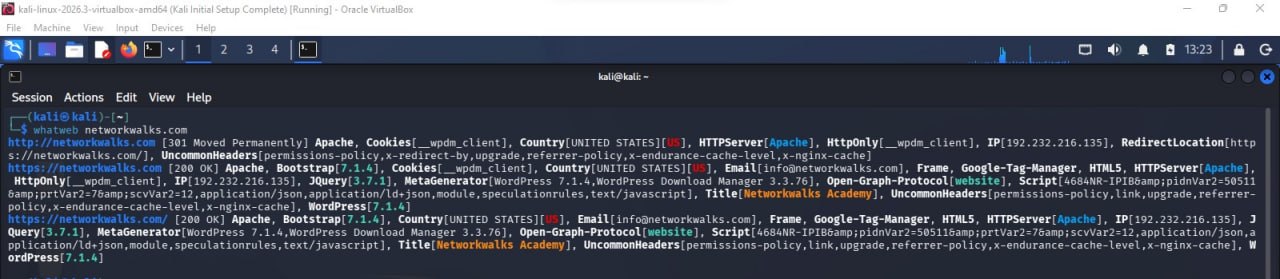 kali-linux-2026.3-virtualbox-amd64 (Kali Initial Setup Complete) [Running] - Oracle VirtualBox
File Machine View Input Devices Help
1 2 3 4 13:23
kali@kali: ~
Session Actions Edit View Help
┌──(kali㉿kali)-[~]
└─$ whatweb networkwalks.com
http://networkwalks.com [301 Moved Permanently] Apache, Cookies[__wpdm_client], Country[UNITED STATES][US], HTTPServer[Apache], HttpOnly[__wpdm_client], IP[192.232.216.135], RedirectLocation[http
s://networkwalks.com/], UncommonHeaders[permissions-policy,x-redirect-by,upgrade,referrer-policy,x-endurance-cache-level,x-nginx-cache]
https://networkwalks.com [200 OK] Apache, Bootstrap[7.1.4], Cookies[__wpdm_client], Country[UNITED STATES][US], Email[info@networkwalks.com], Frame, Google-Tag-Manager, HTML5, HTTPServer[Apache],
HttpOnly[__wpdm_client], IP[192.232.216.135], JQuery[3.7.1], MetaGenerator[WordPress 7.1.4,WordPress Download Manager 3.3.76], Open-Graph-Protocol[website], Script[4684NR-IPIB6&amp;pidnVar2=50511
&amp;prtVar2=7&amp;scvVar2=12,application/json,application/ld+json,module,speculationrules,text/javascript], Title[Networkwalks Academy], UncommonHeaders[permissions-policy,link,upgrade,referrer-
policy,x-endurance-cache-level,x-nginx-cache], WordPress[7.1.4]
https://networkwalks.com/ [200 OK] Apache, Bootstrap[7.1.4], Country[UNITED STATES][US], Email[info@networkwalks.com], Frame, Google-Tag-Manager, HTML5, HTTPServer[Apache], IP[192.232.216.135], J
Query[3.7.1], MetaGenerator[WordPress 7.1.4,WordPress Download Manager 3.3.76], Open-Graph-Protocol[website], Script[4684NR-IPIB&amp;pidnVar2=50511&amp;prtVar2=7&amp;scvVar2=12,application/json,a
pplication/ld+json,module,speculationrules,text/javascript], Title[Networkwalks Academy], UncommonHeaders[permissions-policy,link,upgrade,referrer-policy,x-endurance-cache-level,x-nginx-cache], W
ordPress[7.1.4]